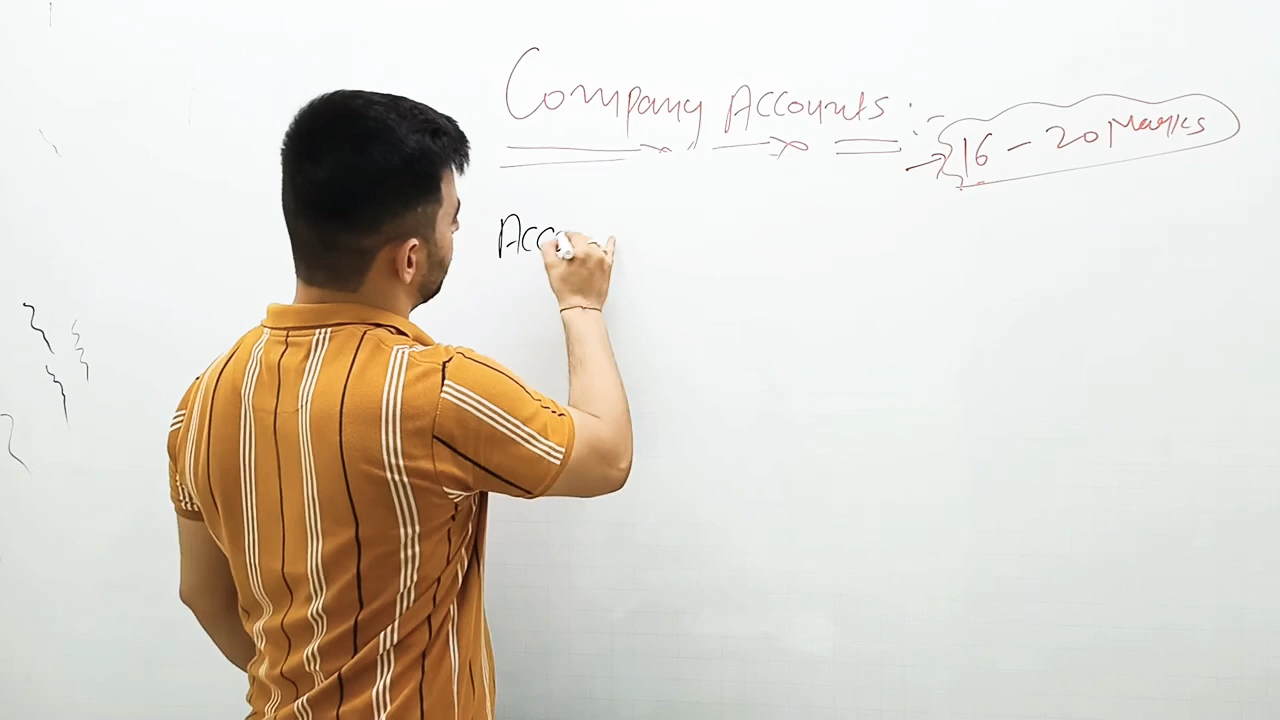 Company Accounts :-
→ 16 - 20 Marks
Acc